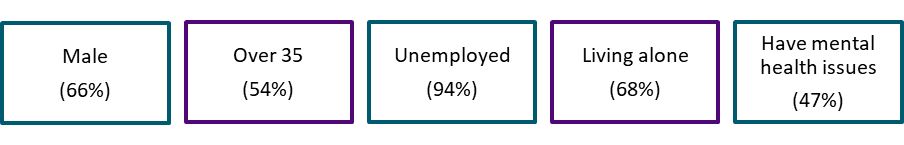 Male
(66%)
Over 35
(54%)
Unemployed
(94%)
Living alone
(68%)
Have mental
health issues
(47%)